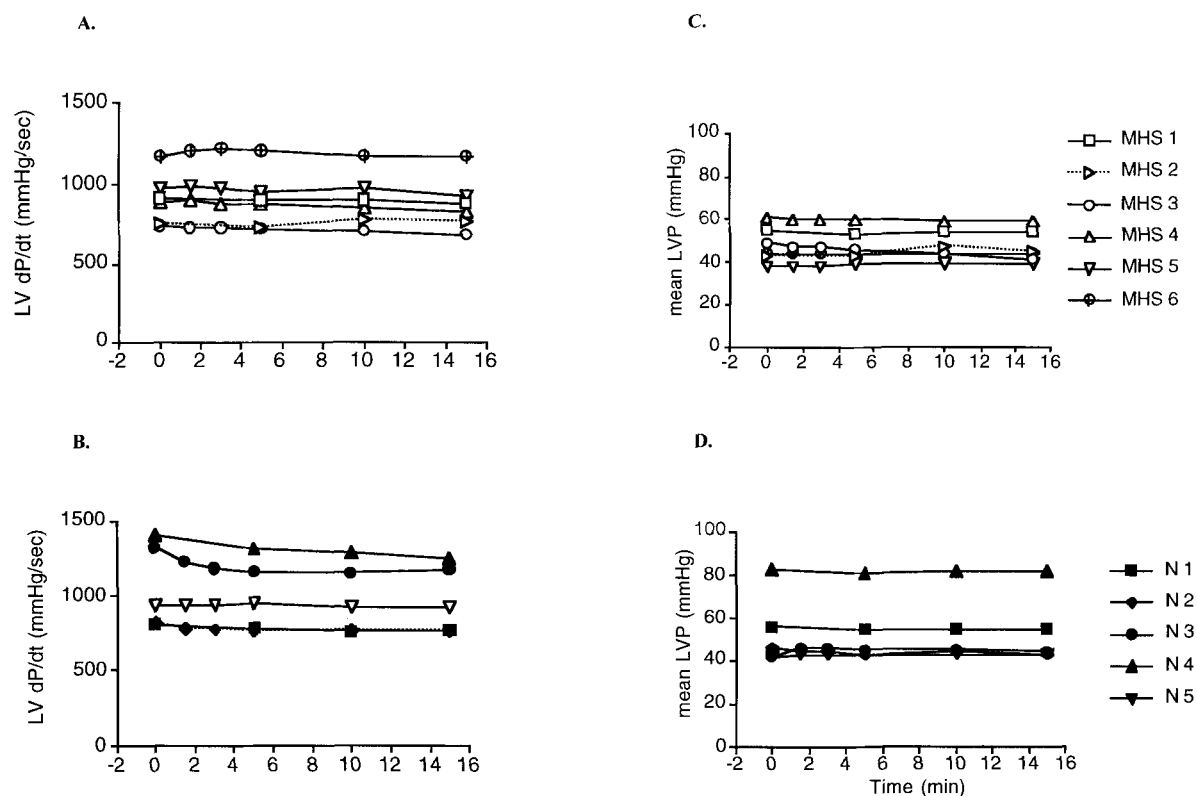 A.
LV dP/dt (mmHg/sec)
1500
1000
500
0
-2 0 2 4 6 8 10 12 14 16
C.
mean LVP (mmHg)
100
80
60
40
20
0
-2 0 2 4 6 8 10 12 14 16
MHS 1
MHS 2
MHS 3
MHS 4
MHS 5
MHS 6
B.
LV dP/dt (mmHg/sec)
1500
1000
500
0
-2 0 2 4 6 8 10 12 14 16
D.
mean LVP (mmHg)
100
80
60
40
20
0
-2 0 2 4 6 8 10 12 14 16
Time (min)
N 1
N 2
N 3
N 4
N 5